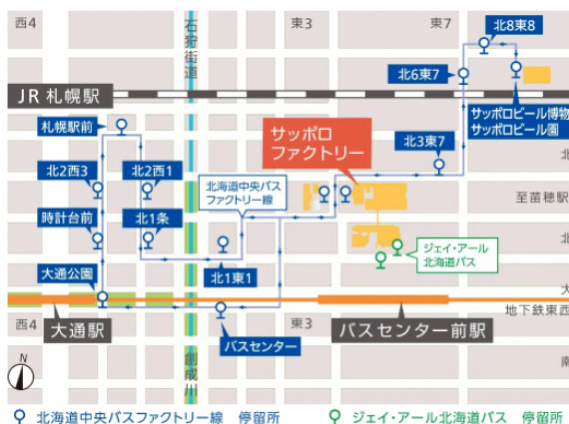 西4
石狩街道
東3
東7
北8東8
北6東7
JR 札幌駅
サッポロビール博物
サッポロビール園
札幌駅前
サッポロ
ファクトリー
北3東7
北
北2西3
北2西1
北海道中央バス
ファクトリー線
至苗穂駅
時計台前
北1条
北
北1東1
ジェイ・アール
北海道バス
大通公園
大
地下鉄東西
西4
大通駅
東3
バスセンター前駅
バスセンター
創成川
南
N
北海道中央バスファクトリー線 停留所
ジェイ・アール北海道バス 停留所